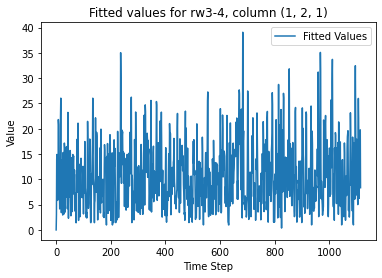 Fitted values for rw3-4, column (1, 2, 1)
Fitted Values
Value
40
35
30
25
20
15
10
5
0
0 200 400 600 800 1000
Time Step